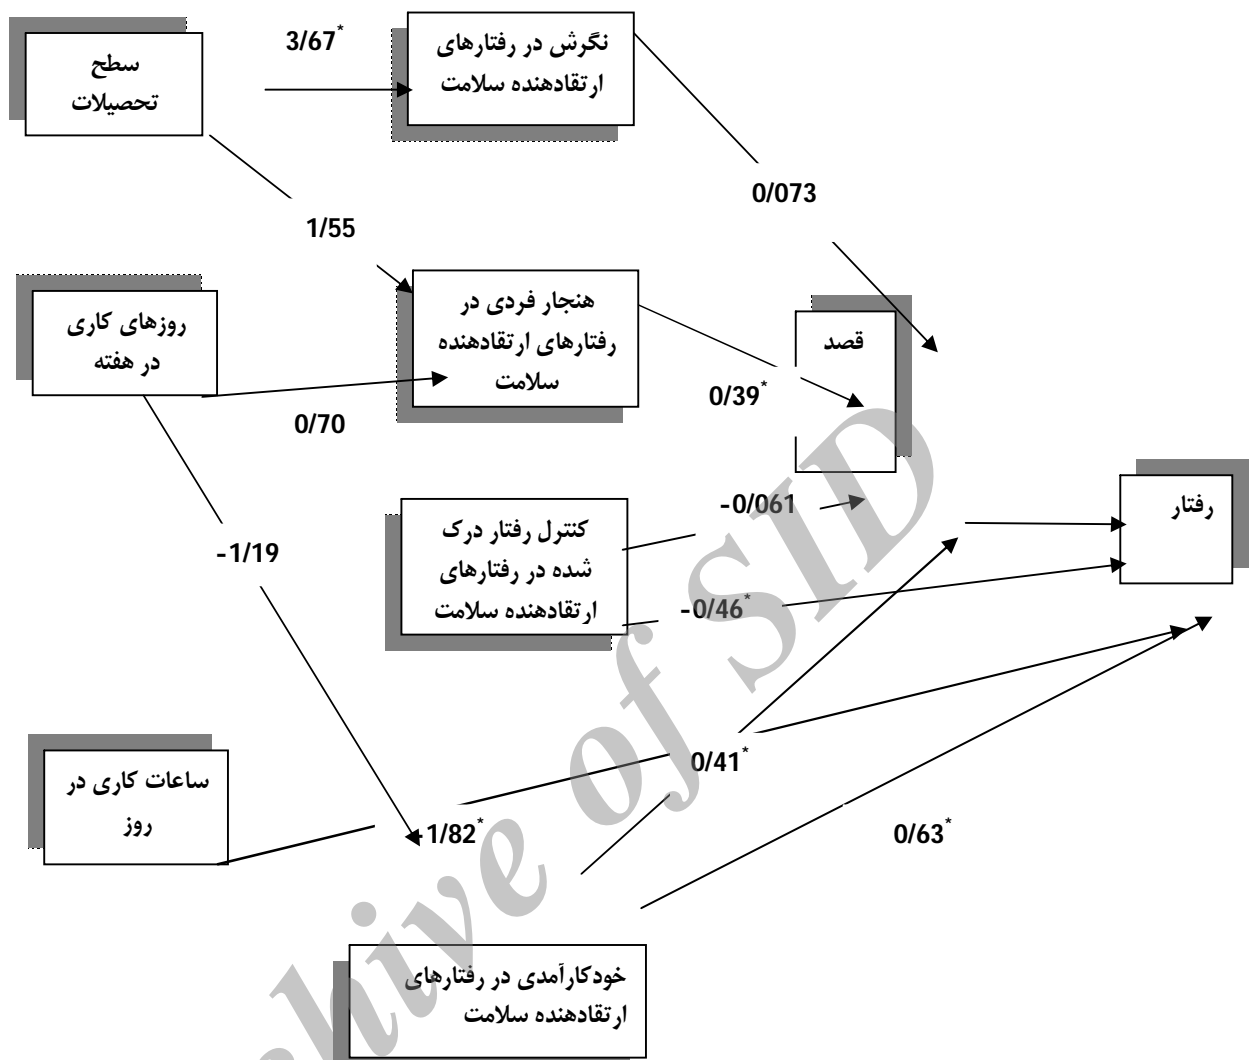 سطح
تحصیلات
3/67*
نگرش در رفتارهای
ارتقادهنده سلامت
0/073
1/55
روزهای کاری
در هفته
هنجار فردی در
رفتارهای ارتقادهنده
سلامت
قصد
0/39*
0/70
کنترل رفتار درک
شده در رفتارهای
ارتقادهنده سلامت
-0/061
رفتار
-1/19
-0/46*
ساعات کاری در
روز
0/41*
-1/82*
0/63*
خودکارآمدی در رفتارهای
ارتقادهنده سلامت
hive of SID